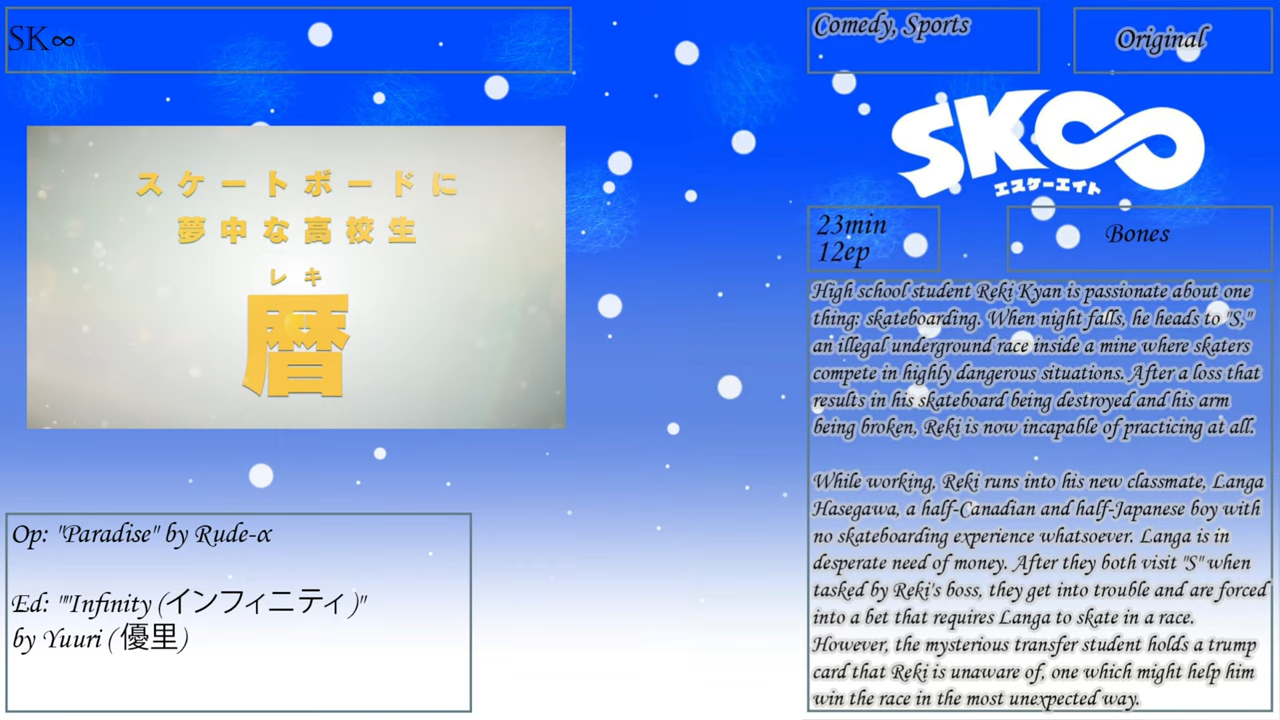 SK∞
Comedy, Sports
Original
SK∞
エスケーエイト
スケートボードに
夢中な高校生
レキ
暦
23min
12ep
Bones
High school student Reki Kyan is passionate about one
thing: skateboarding. When night falls, he heads to "S,"
an illegal underground race inside a mine where skaters
compete in highly dangerous situations. After a loss that
results in his skateboard being destroyed and his arm
being broken, Reki is now incapable of practicing at all.
While working, Reki runs into his new classmate, Langa
Hasegawa, a half-Canadian and half-Japanese boy with
no skateboarding experience whatsoever. Langa is in
desperate need of money. After they both visit "S" when
tasked by Reki's boss, they get into trouble and are forced
into a bet that requires Langa to skate in a race.
However, the mysterious transfer student holds a trump
card that Reki is unaware of, one which might help him
win the race in the most unexpected way.
Op: "Paradise" by Rude-α
Ed: ""Infinity (インフィニティ)"
by Yuuri (優里)